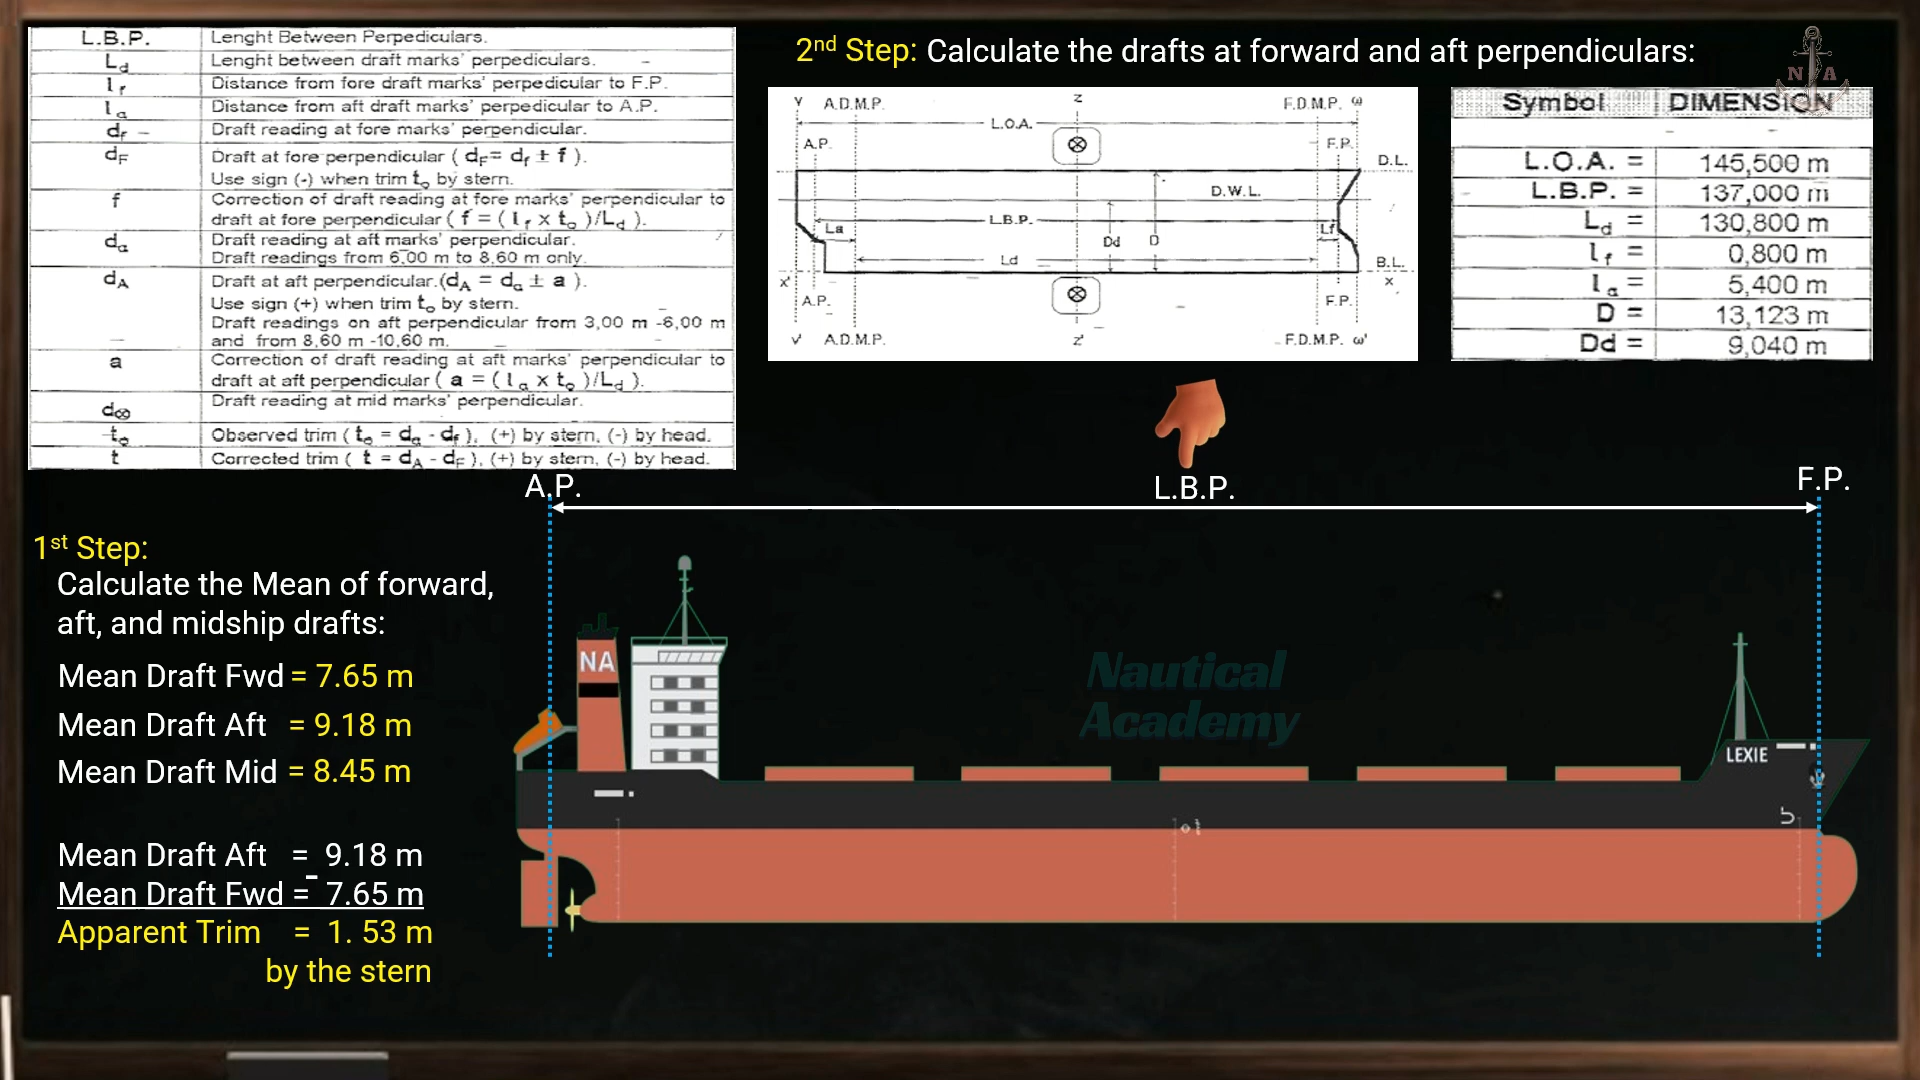 L.B.P. Lenght Between Perpediculars.
Ld Lenght between draft marks' perpediculars.
lf Distance from fore draft marks' perpedicular to F.P.
la Distance from aft draft marks' perpedicular to A.P.
df Draft reading at fore marks' perpendicular.
dF Draft at fore perpendicular ( dF= df ± f ).
Use sign (-) when trim to by stern.
f Correction of draft reading at fore marks' perpendicular to
draft at fore perpendicular ( f = ( lf x to )/Ld ).
da Draft reading at aft marks' perpendicular.
Draft readings from 6,00 m to 8,60 m only.
dA Draft at aft perpendicular.(dA = da ± a ).
Use sign (+) when trim to by stern.
Draft readings on aft perpendicular from 3,00 m -6,00 m
and from 8,60 m -10,60 m.
a Correction of draft reading at aft marks' perpendicular to
draft at aft perpendicular ( a = ( la x to )/Ld ).
d⊗ Draft reading at mid marks' perpendicular.
to Observed trim ( to = da - df ), (+) by stern, (-) by head.
t Corrected trim ( t = dA - dF ), (+) by stern, (-) by head.
2nd Step: Calculate the drafts at forward and aft perpendiculars:
N A
Y A.D.M.P. Z F.D.M.P. ω
L.O.A.
A.P. ⊗ F.P.
D.L.
D.W.L.
L.B.P.
La Dd D Lf
Ld B.L.
x' x
A.P. ⊗ F.P.
v' A.D.M.P. z' F.D.M.P. ω'
Symbol DIMENSION
L.O.A. = 145,500 m
L.B.P. = 137,000 m
Ld = 130,800 m
lf = 0,800 m
la = 5,400 m
D = 13,123 m
Dd = 9,040 m
A.P. L.B.P. F.P.
1st Step:
Calculate the Mean of forward,
aft, and midship drafts:
Mean Draft Fwd = 7.65 m
Mean Draft Aft = 9.18 m
Mean Draft Mid = 8.45 m
Mean Draft Aft = 9.18 m
-
Mean Draft Fwd = 7.65 m
Apparent Trim = 1. 53 m
by the stern
NA
Nautical
Academy
LEXIE